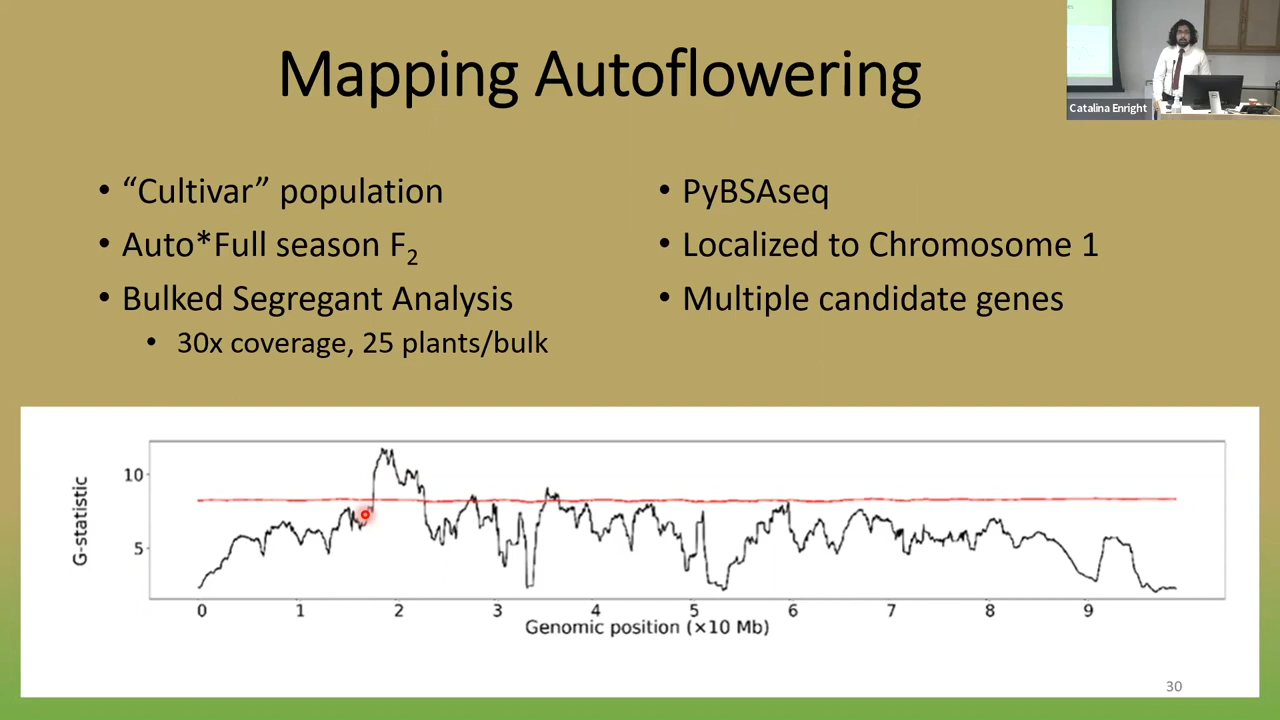 Mapping Autoflowering
Catalina Enright
• “Cultivar” population
• Auto*Full season F2
• Bulked Segregant Analysis
• 30x coverage, 25 plants/bulk
• PyBSAseq
• Localized to Chromosome 1
• Multiple candidate genes
G-statistic
10
5
0 1 2 3 4 5 6 7 8 9
Genomic position (×10 Mb)
30